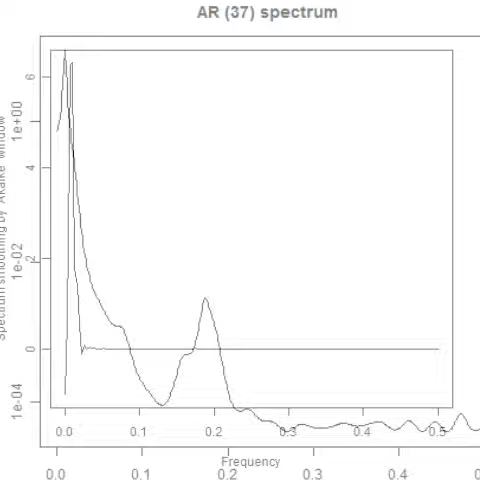 AR (37) spectrum
6
1e+00
4
Spectrum smoothing by Akaike window
2
1e-02
0
1e-04
0.0 0.1 0.2 0.3 0.4 0.5
Frequency
0.0 0.1 0.2 0.3 0.4